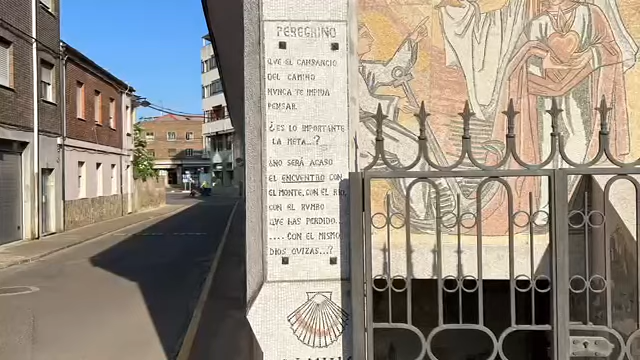 PEREGRINO
QUE EL CANSANCIO
DEL CAMINO
NUNCA TE IMPIDA
PENSAR.
¿ES LO IMPORTANTE
LA META...?
¿NO SERÁ ACASO
EL ENCUENTRO CON
EL MONTE, CON EL RIO,
CON EL RUMBO
QUE HAS PERDIDO...
....CON EL MISMO
DIOS QUIZAS...?